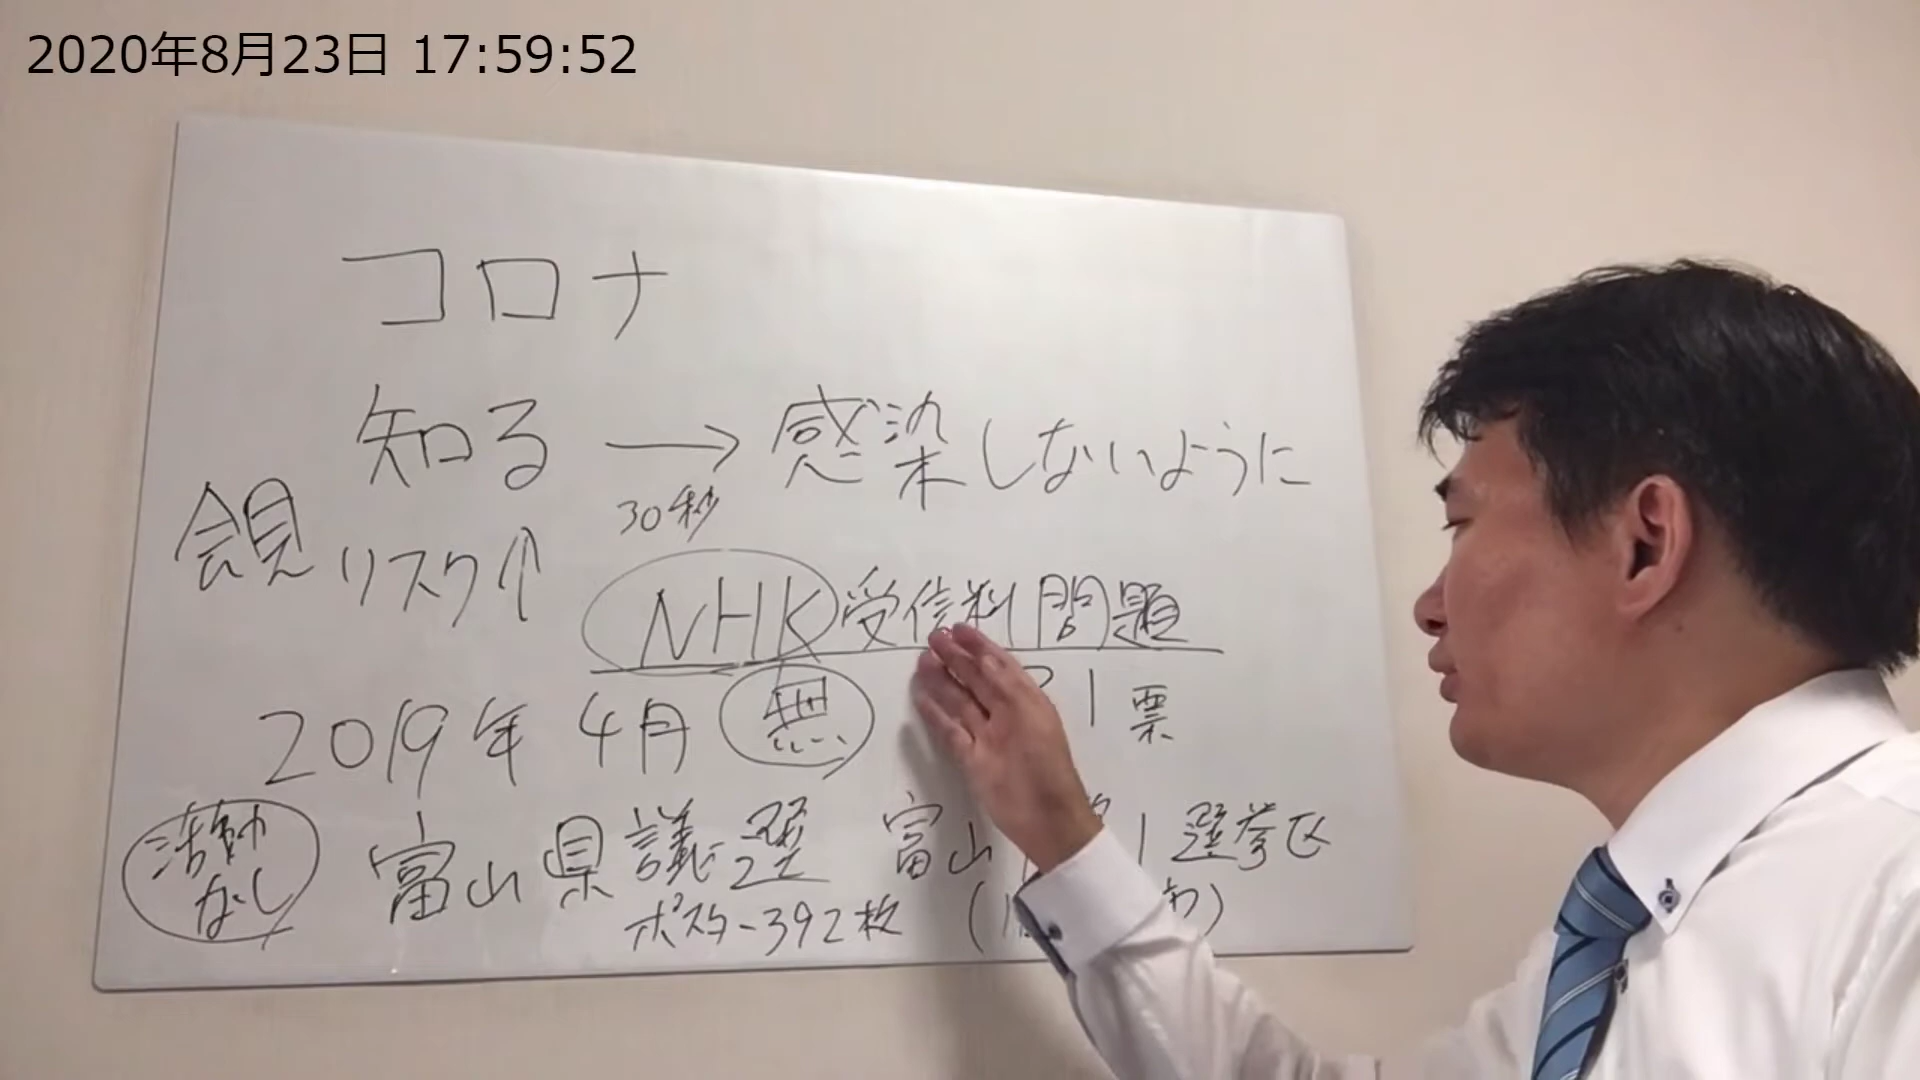 2020年8月23日 17:59:52
コロナ
知る → 感染しないように
30秒
会見 リスク↑
NHK受信料問題
2019年 4月 無 1票
活動なし
富山県議選 富山 1選挙区
ポスター392枚